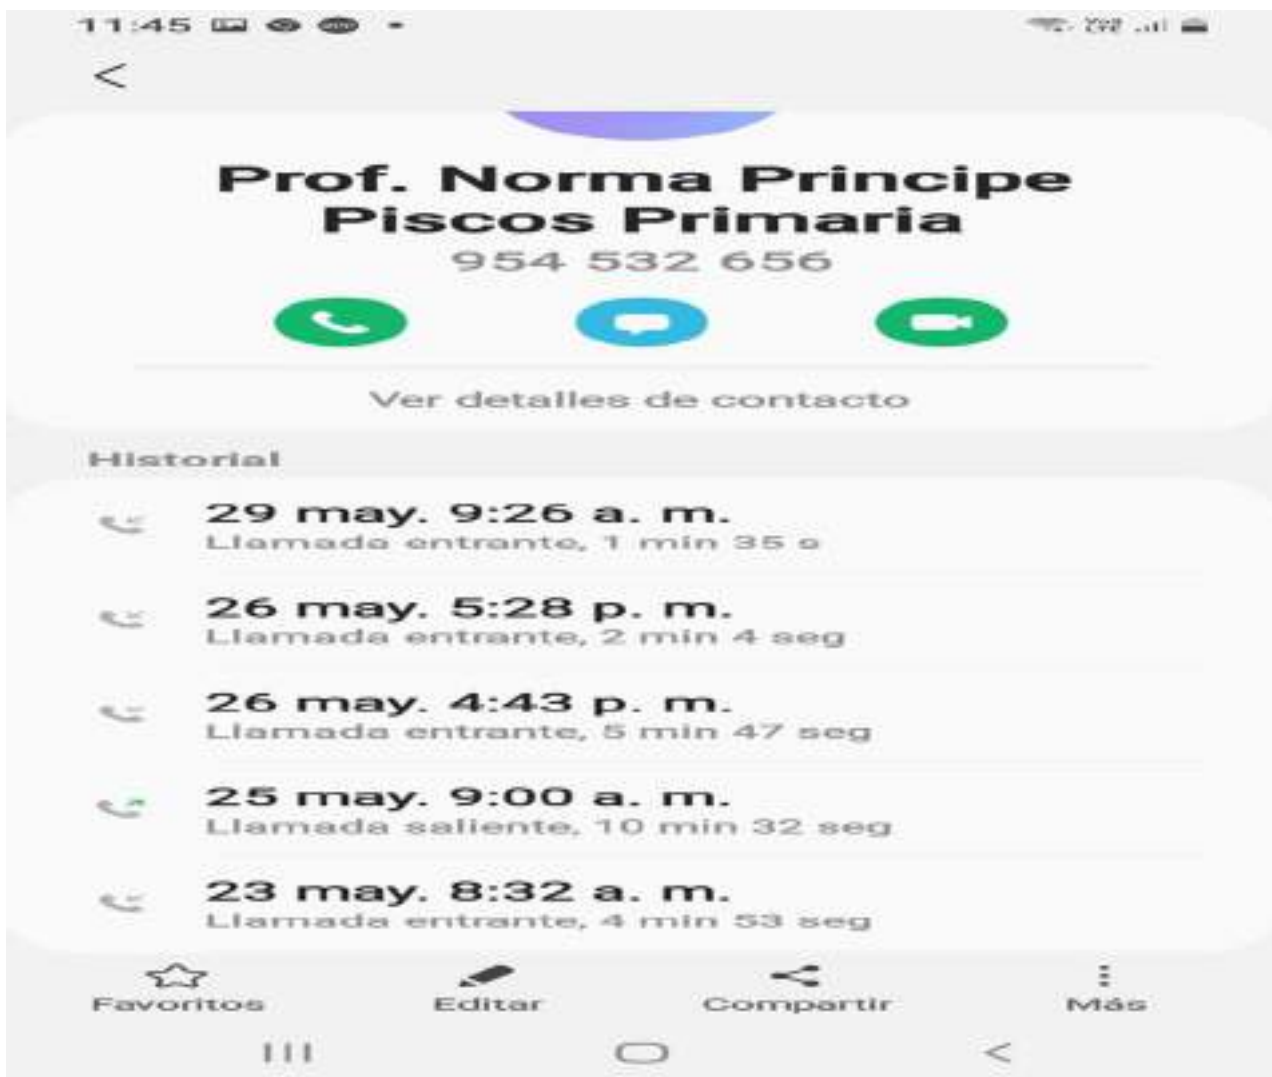 11:45
Prof. Norma Principe
Piscos Primaria
954 532 656
Ver detalles de contacto
Historial
29 may. 9:26 a. m.
Llamada entrante, 1 min 35 s
26 may. 5:28 p. m.
Llamada entrante, 2 min 4 seg
26 may. 4:43 p. m.
Llamada entrante, 5 min 47 seg
25 may. 9:00 a. m.
Llamada saliente, 10 min 32 seg
23 may. 8:32 a. m.
Llamada entrante, 4 min 53 seg
Favoritos Editar Compartir Más